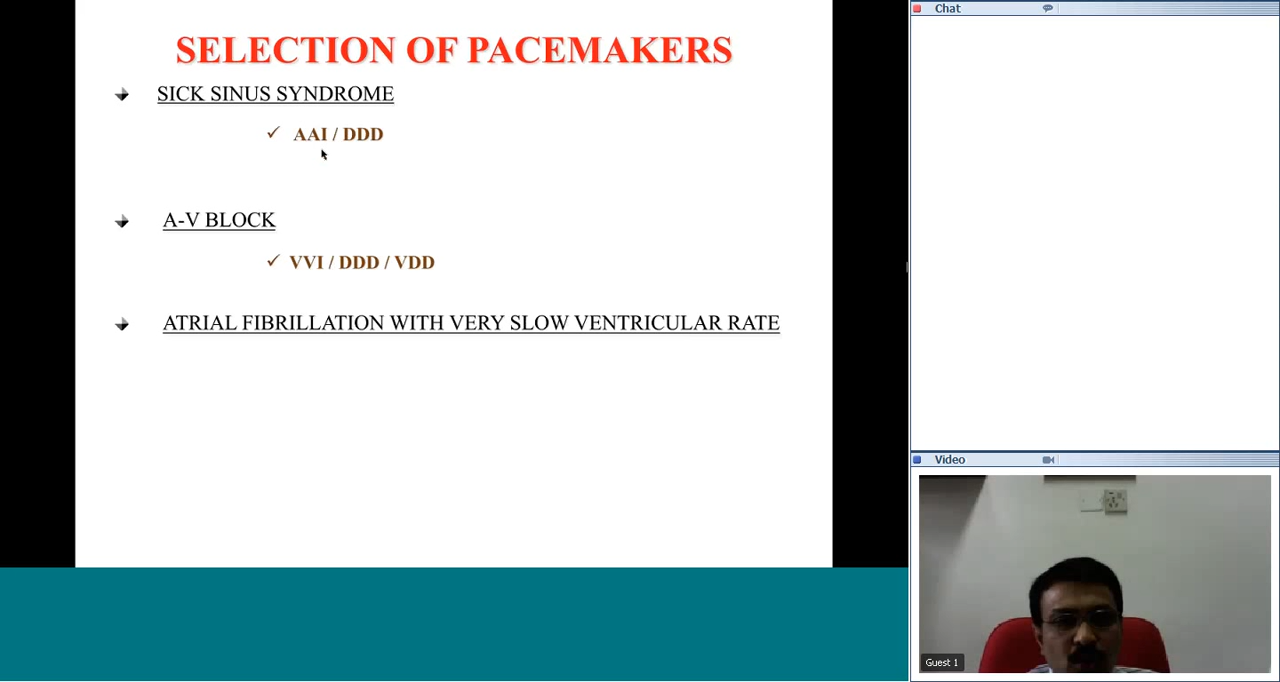 SELECTION OF PACEMAKERS
SICK SINUS SYNDROME
AAI / DDD
A-V BLOCK
VVI / DDD / VDD
ATRIAL FIBRILLATION WITH VERY SLOW VENTRICULAR RATE
Chat
Video
Guest 1